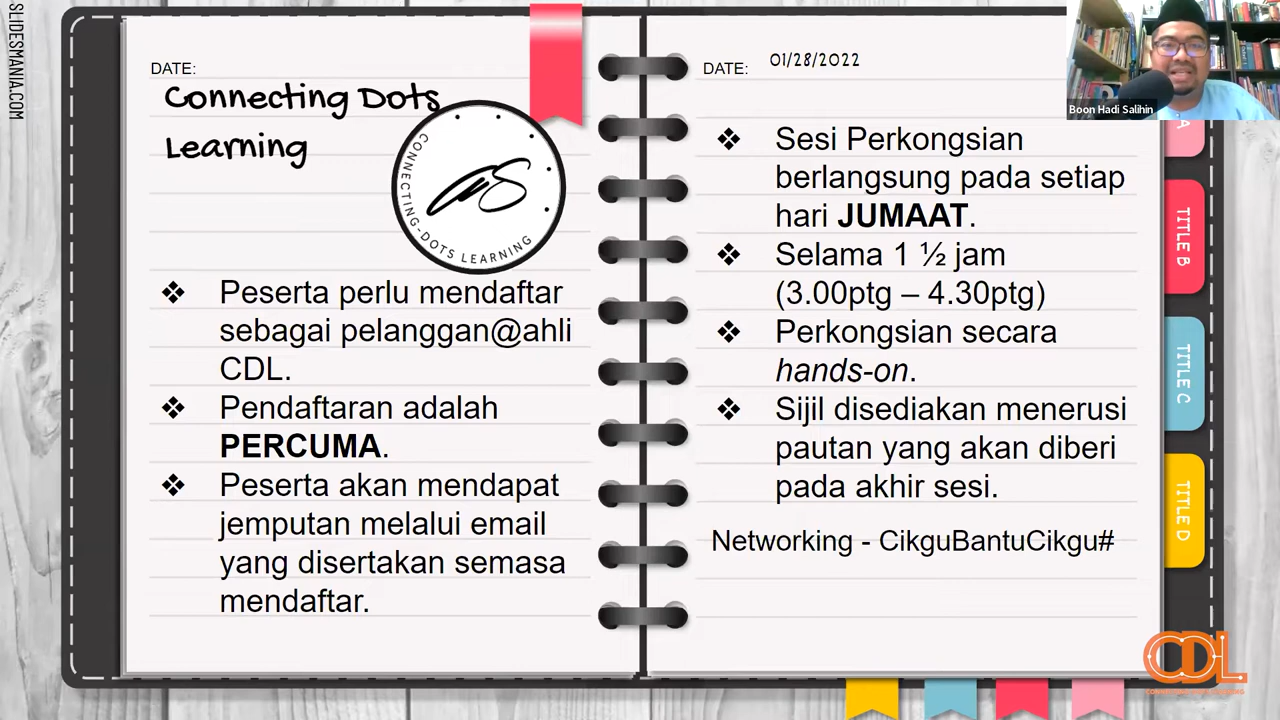 SLIDESMANIA.COM
DATE:
Connecting Dots
Learning
CONNECTING-DOTS LEARNING
❖ Peserta perlu mendaftar
sebagai pelanggan@ahli
CDL.
❖ Pendaftaran adalah
PERCUMA.
❖ Peserta akan mendapat
jemputan melalui email
yang disertakan semasa
mendaftar.
DATE: 01/28/2022
❖ Sesi Perkongsian
berlangsung pada setiap
hari JUMAAT.
❖ Selama 1 ½ jam
(3.00ptg – 4.30ptg)
❖ Perkongsian secara
hands-on.
❖ Sijil disediakan menerusi
pautan yang akan diberi
pada akhir sesi.
Networking - CikguBantuCikgu#
Boon Hadi Salihin
A
TITLE B
TITLE C
TITLE D
CDL